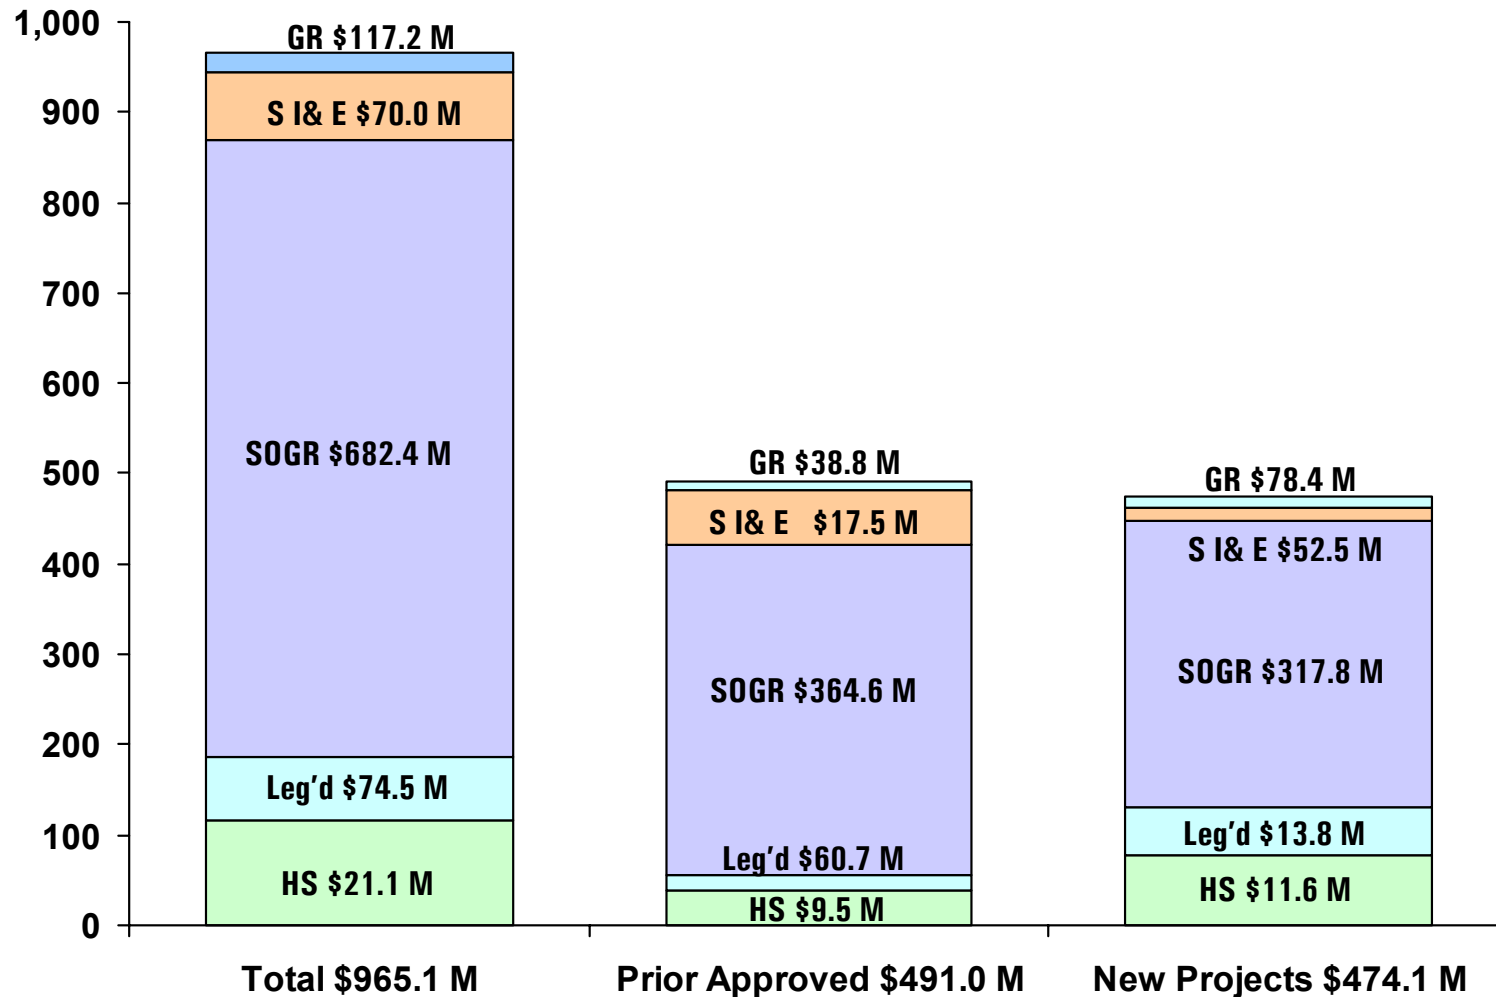 1,000
900
800
700
600
500
400
300
200
100
0
GR $117.2 M
S I& E $70.0 M
SOGR $682.4 M
Leg’d $74.5 M
HS $21.1 M
GR $38.8 M
S I& E $17.5 M
SOGR $364.6 M
Leg’d $60.7 M
HS $9.5 M
GR $78.4 M
S I& E $52.5 M
SOGR $317.8 M
Leg’d $13.8 M
HS $11.6 M
Total $965.1 M
Prior Approved $491.0 M
New Projects $474.1 M